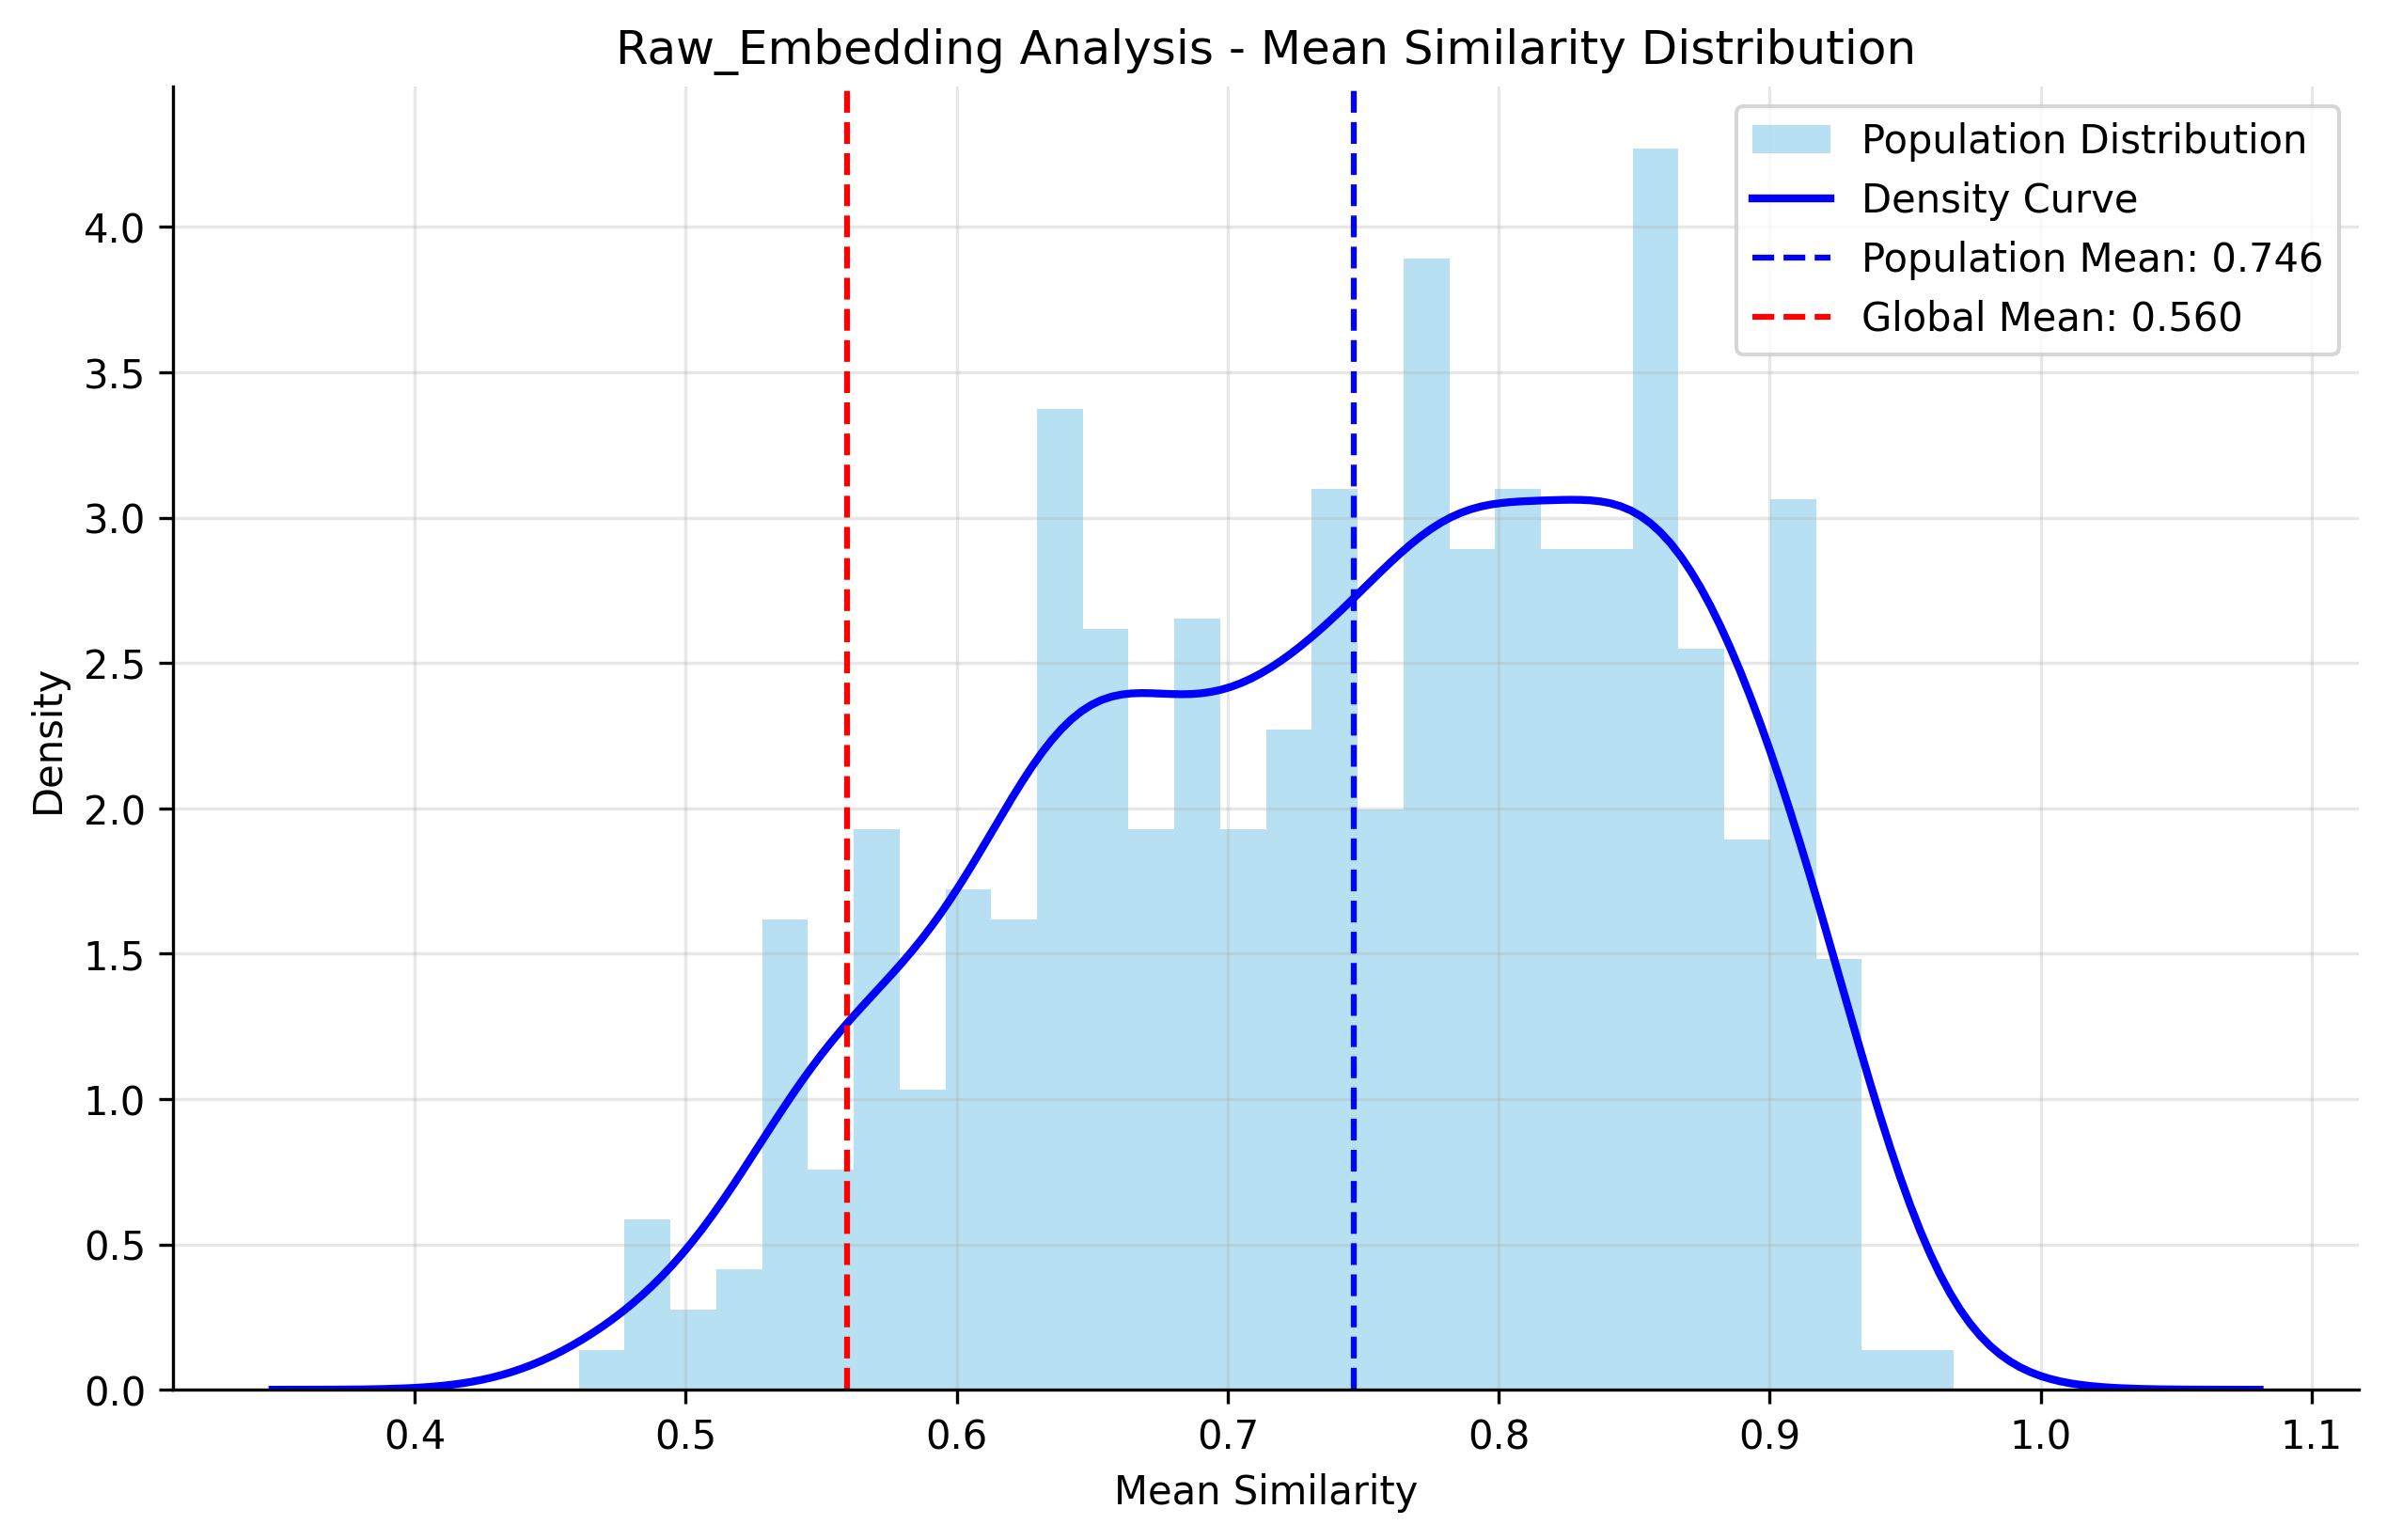 Raw_Embedding Analysis - Mean Similarity Distribution
Population Distribution
Density Curve
Population Mean: 0.746
Global Mean: 0.560
4.0
3.5
3.0
2.5
2.0
1.5
1.0
0.5
0.0
Density
0.4 0.5 0.6 0.7 0.8 0.9 1.0 1.1
Mean Similarity